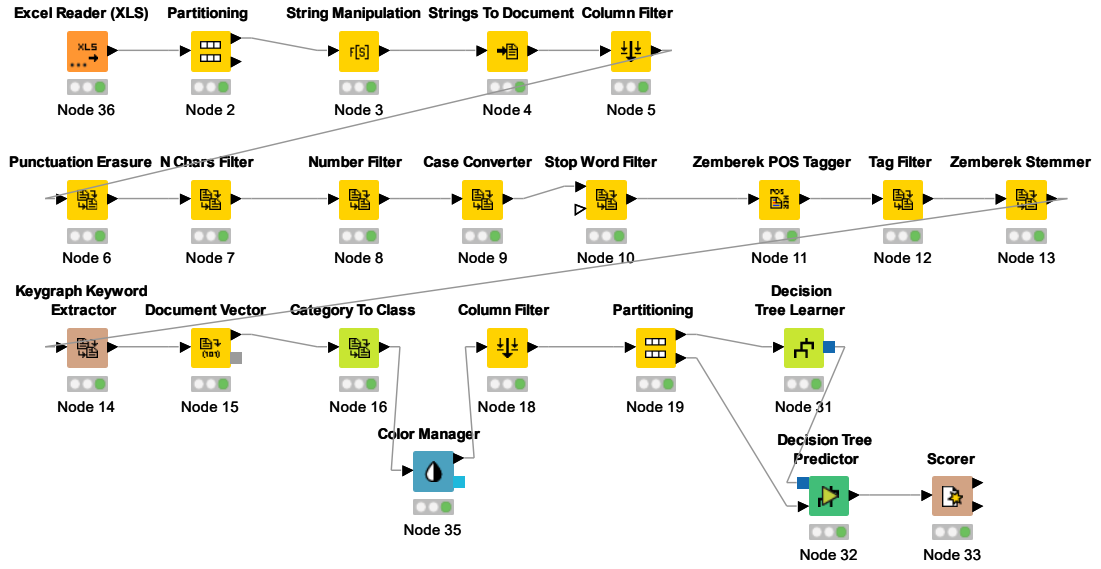 Excel Reader (XLS) Partitioning String Manipulation Strings To Document Column Filter
XLS F[S]
Node 36 Node 2 Node 3 Node 4 Node 5
Punctuation Erasure N Chars Filter Number Filter Case Converter Stop Word Filter Zemberek POS Tagger Tag Filter Zemberek Stemmer
POS
Node 6 Node 7 Node 8 Node 9 Node 10 Node 11 Node 12 Node 13
Keygraph Keyword Decision
Extractor Document Vector Category To Class Column Filter Partitioning Tree Learner
(101)
Node 14 Node 15 Node 16 Node 18 Node 19 Node 31
Color Manager Decision Tree
Predictor Scorer
Node 35
Node 32 Node 33